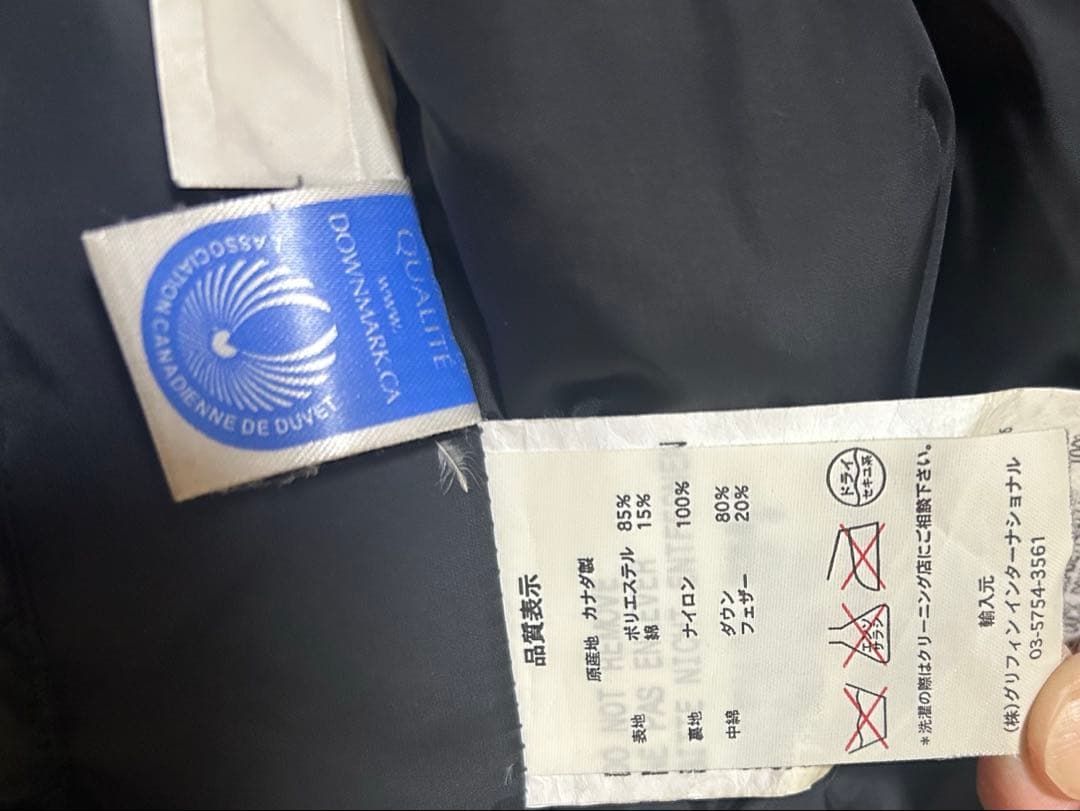 QUALITÉ
www.
DOWNMARK.CA
ASSOCIATION CANADIENNE DE DUVET
品質表示
原産地 カナダ製
表地 ポリエステル 85%
綿 15%
裏地 ナイロン 100%
中綿 ダウン 80%
フェザー 20%
エンソ
サラシ
ドライ
セキユ系
*洗濯の際はクリーニング店にご相談下さい。
輸入元
(株)グリフィンインターナショナル
03-5754-3561
DO NOT REMOVE
NE PAS ENLEVER